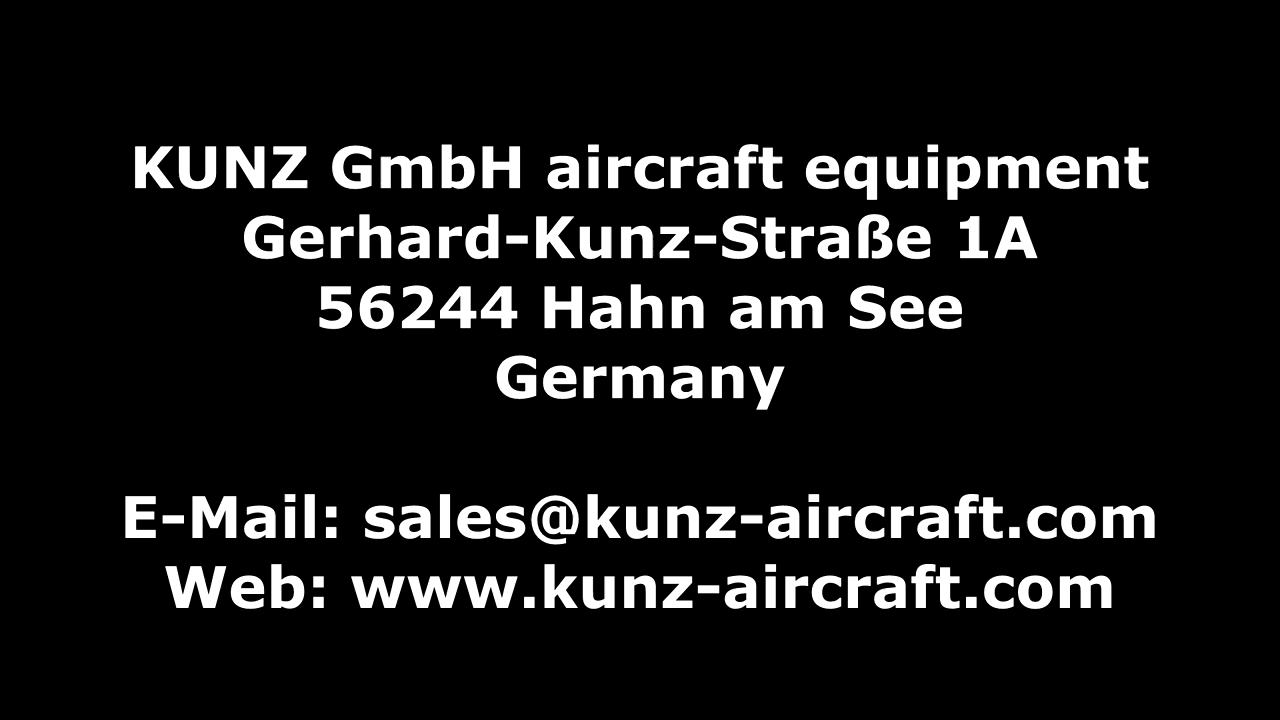 KUNZ GmbH aircraft equipment
Gerhard-Kunz-Straße 1A
56244 Hahn am See
Germany
E-Mail: sales@kunz-aircraft.com
Web: www.kunz-aircraft.com